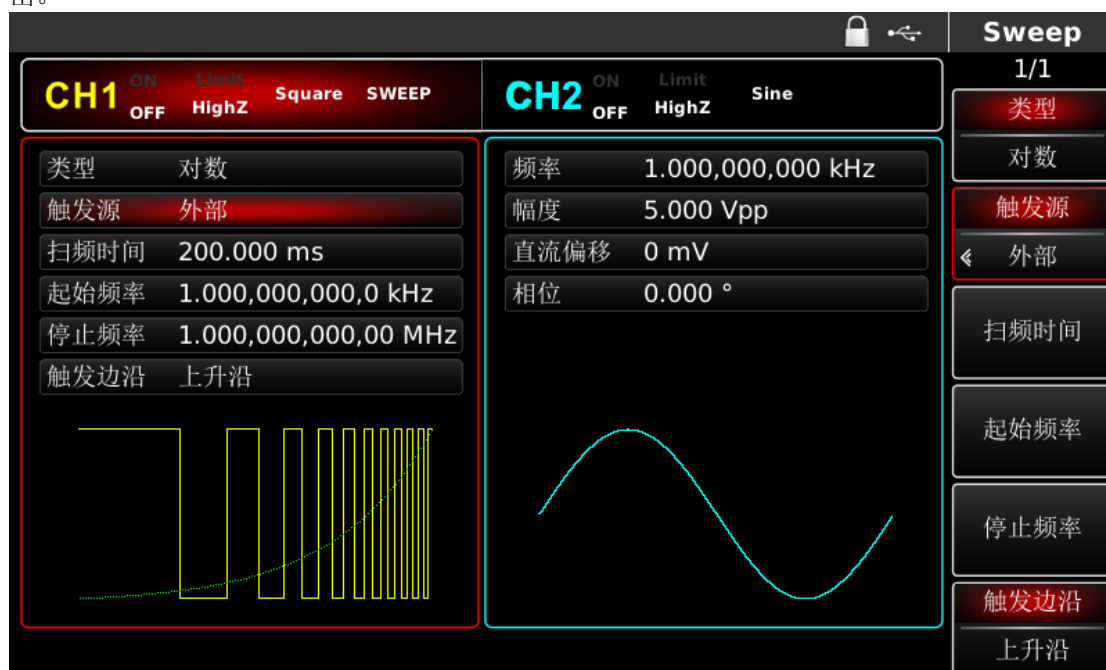 Sweep
1/1
CH1 ON OFF Limit HighZ Square SWEEP
CH2 ON OFF Limit HighZ Sine
类型 对数
触发源 外部
扫频时间 200.000 ms
起始频率 1.000,000,000,0 kHz
停止频率 1.000,000,000,00 MHz
触发边沿 上升沿
频率 1.000,000,000 kHz
幅度 5.000 Vpp
直流偏移 0 mV
相位 0.000 °
类型
对数
触发源
外部
扫频时间
起始频率
停止频率
触发边沿
上升沿